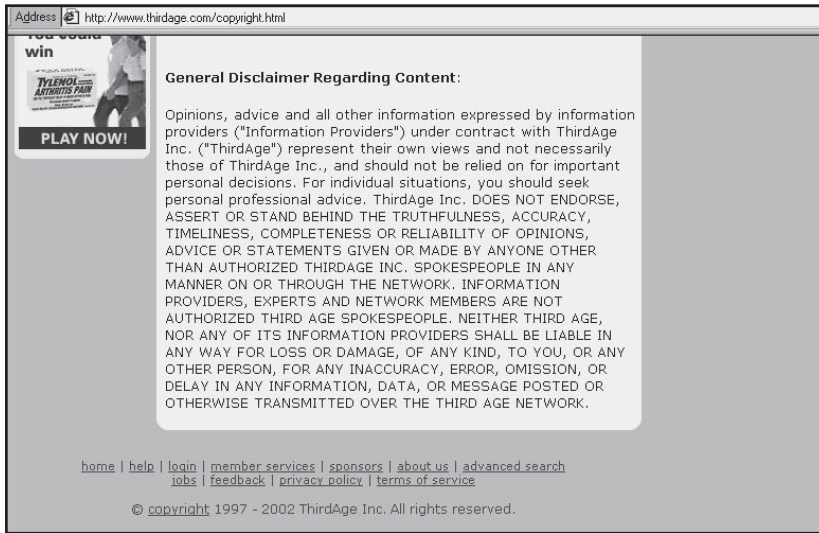 Address http://www.thirdage.com/copyright.html
You could
win
TYLENOL
ARTHRITIS PAIN
PLAY NOW!
General Disclaimer Regarding Content:
Opinions, advice and all other information expressed by information
providers ("Information Providers") under contract with ThirdAge
Inc. ("ThirdAge") represent their own views and not necessarily
those of ThirdAge Inc., and should not be relied on for important
personal decisions. For individual situations, you should seek
personal professional advice. ThirdAge Inc. DOES NOT ENDORSE,
ASSERT OR STAND BEHIND THE TRUTHFULNESS, ACCURACY,
TIMELINESS, COMPLETENESS OR RELIABILITY OF OPINIONS,
ADVICE OR STATEMENTS GIVEN OR MADE BY ANYONE OTHER
THAN AUTHORIZED THIRDAGE INC. SPOKESPEOPLE IN ANY
MANNER ON OR THROUGH THE NETWORK. INFORMATION
PROVIDERS, EXPERTS AND NETWORK MEMBERS ARE NOT
AUTHORIZED THIRD AGE SPOKESPEOPLE. NEITHER THIRD AGE,
NOR ANY OF ITS INFORMATION PROVIDERS SHALL BE LIABLE IN
ANY WAY FOR LOSS OR DAMAGE, OF ANY KIND, TO YOU, OR ANY
OTHER PERSON, FOR ANY INACCURACY, ERROR, OMISSION, OR
DELAY IN ANY INFORMATION, DATA, OR MESSAGE POSTED OR
OTHERWISE TRANSMITTED OVER THE THIRD AGE NETWORK.
home | help | login | member services | sponsors | about us | advanced search
jobs | feedback | privacy policy | terms of service
© copyright 1997 - 2002 ThirdAge Inc. All rights reserved.